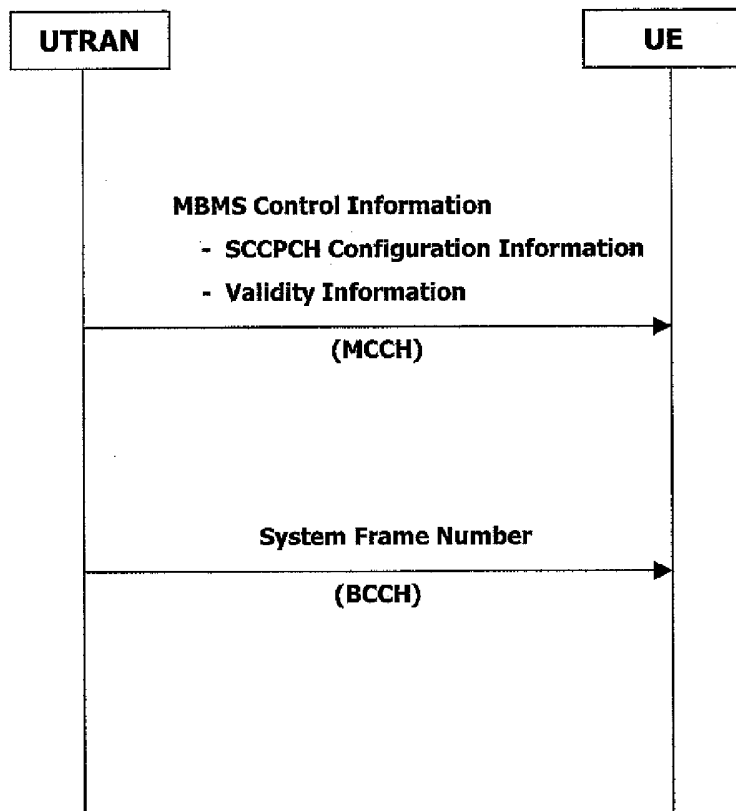 UTRAN
UE
MBMS Control Information
- SCCPCH Configuration Information
- Validity Information
(MCCH)
System Frame Number
(BCCH)